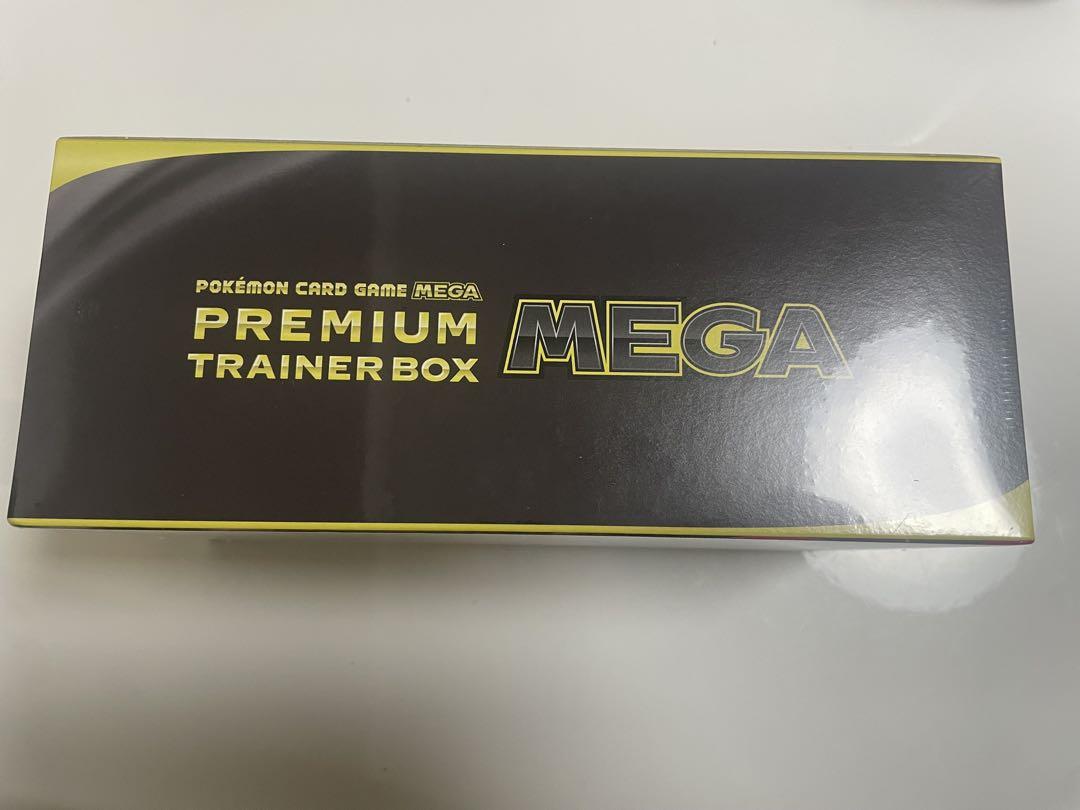 POKÉMON CARD GAME MEGA
PREMIUM
TRAINER BOX
MEGA